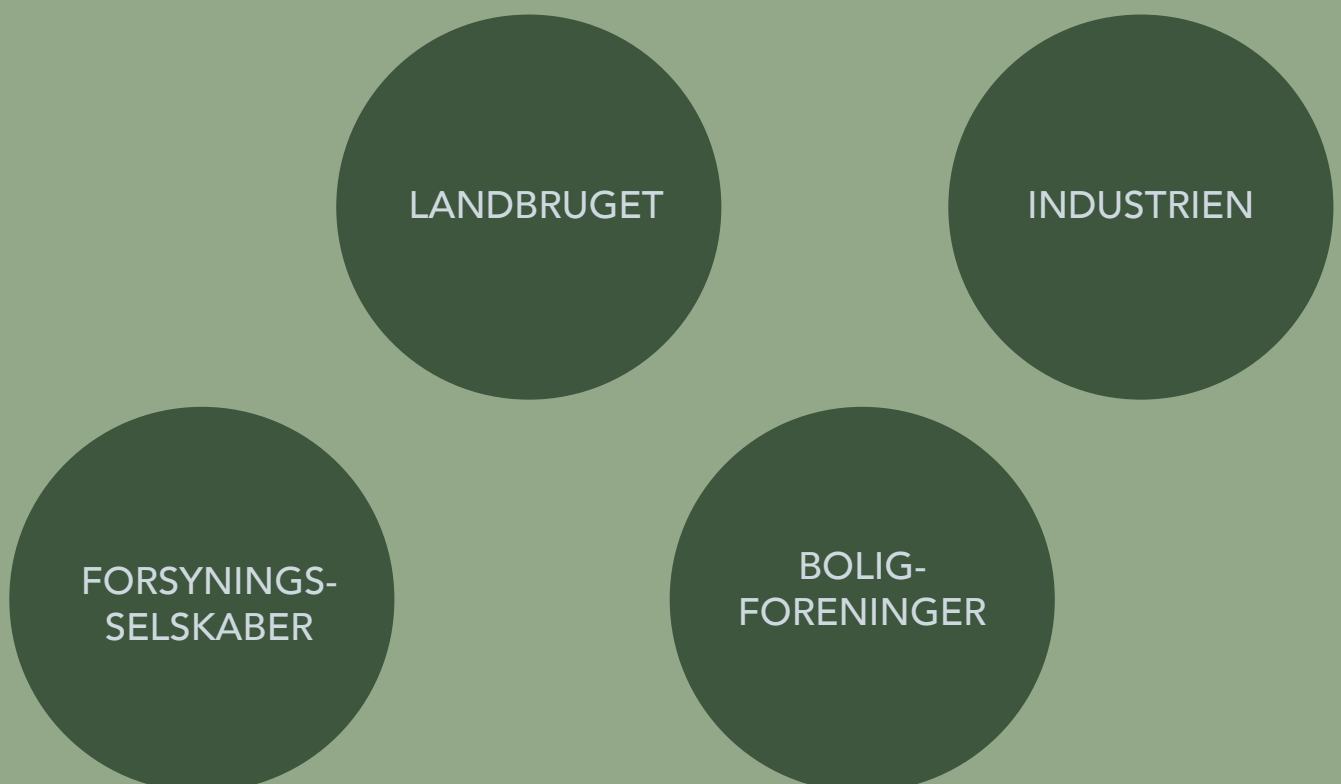 LANDBRUGET
INDUSTRIEN
FORSYNINGS-
SELSKABER
BOLIG-
FORENINGER